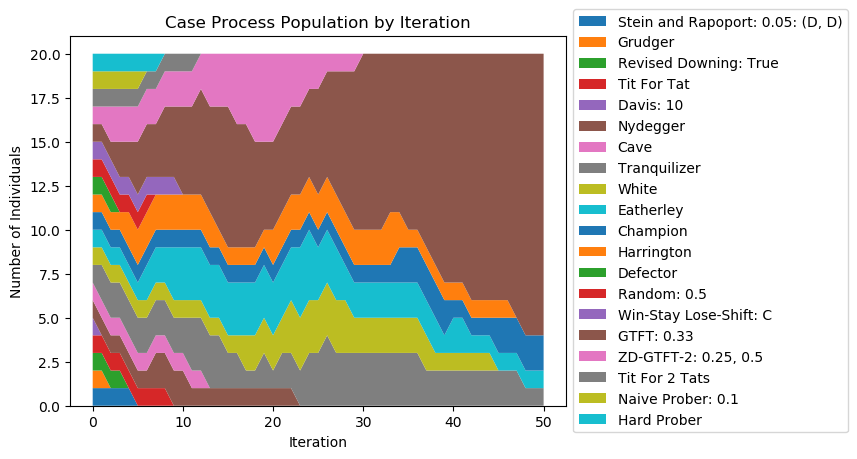 Case Process Population by Iteration
Number of Individuals
20.0
17.5
15.0
12.5
10.0
7.5
5.0
2.5
0.0
0 10 20 30 40 50
Iteration
Stein and Rapoport: 0.05: (D, D)
Grudger
Revised Downing: True
Tit For Tat
Davis: 10
Nydegger
Cave
Tranquilizer
White
Eatherley
Champion
Harrington
Defector
Random: 0.5
Win-Stay Lose-Shift: C
GTFT: 0.33
ZD-GTFT-2: 0.25, 0.5
Tit For 2 Tats
Naive Prober: 0.1
Hard Prober